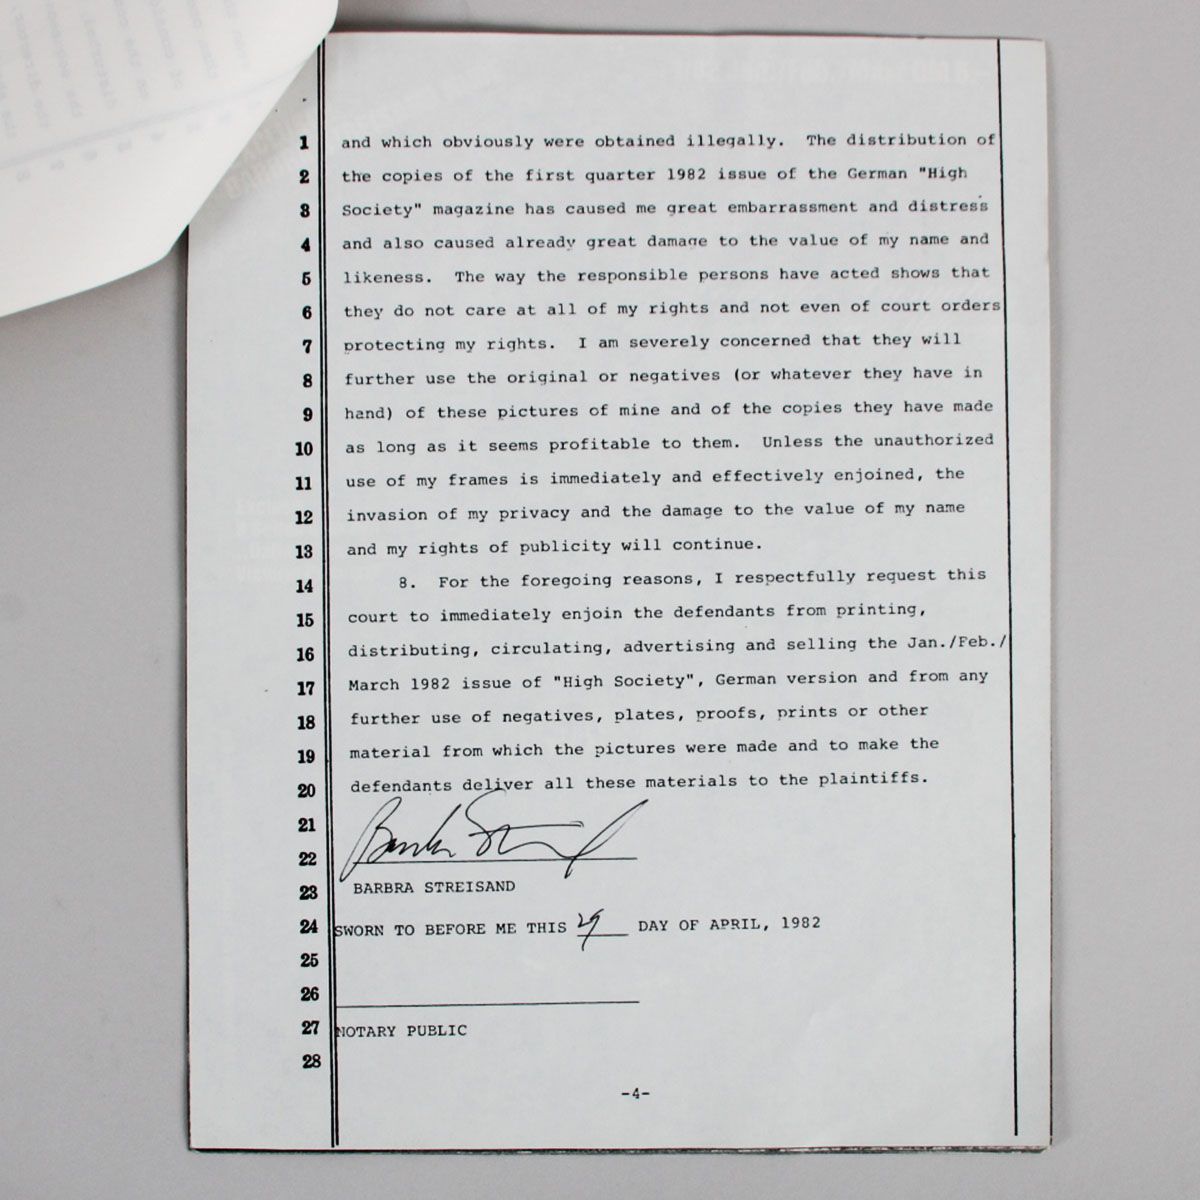 1 and which obviously were obtained illegally. The distribution of
2 the copies of the first quarter 1982 issue of the German "High
3 Society" magazine has caused me great embarrassment and distress
4 and also caused already great damage to the value of my name and
5 likeness. The way the responsible persons have acted shows that
6 they do not care at all of my rights and not even of court orders
7 protecting my rights. I am severely concerned that they will
8 further use the original or negatives (or whatever they have in
9 hand) of these pictures of mine and of the copies they have made
10 as long as it seems profitable to them. Unless the unauthorized
11 use of my frames is immediately and effectively enjoined, the
12 invasion of my privacy and the damage to the value of my name
13 and my rights of publicity will continue.
14 8. For the foregoing reasons, I respectfully request this
15 court to immediately enjoin the defendants from printing,
16 distributing, circulating, advertising and selling the Jan./Feb./
17 March 1982 issue of "High Society", German version and from any
18 further use of negatives, plates, proofs, prints or other
19 material from which the pictures were made and to make the
20 defendants deliver all these materials to the plaintiffs.
21
22 Barbra Streisand
23 BARBRA STREISAND
24 SWORN TO BEFORE ME THIS 29 DAY OF APRIL, 1982
25
26
27 NOTARY PUBLIC
28
-4-